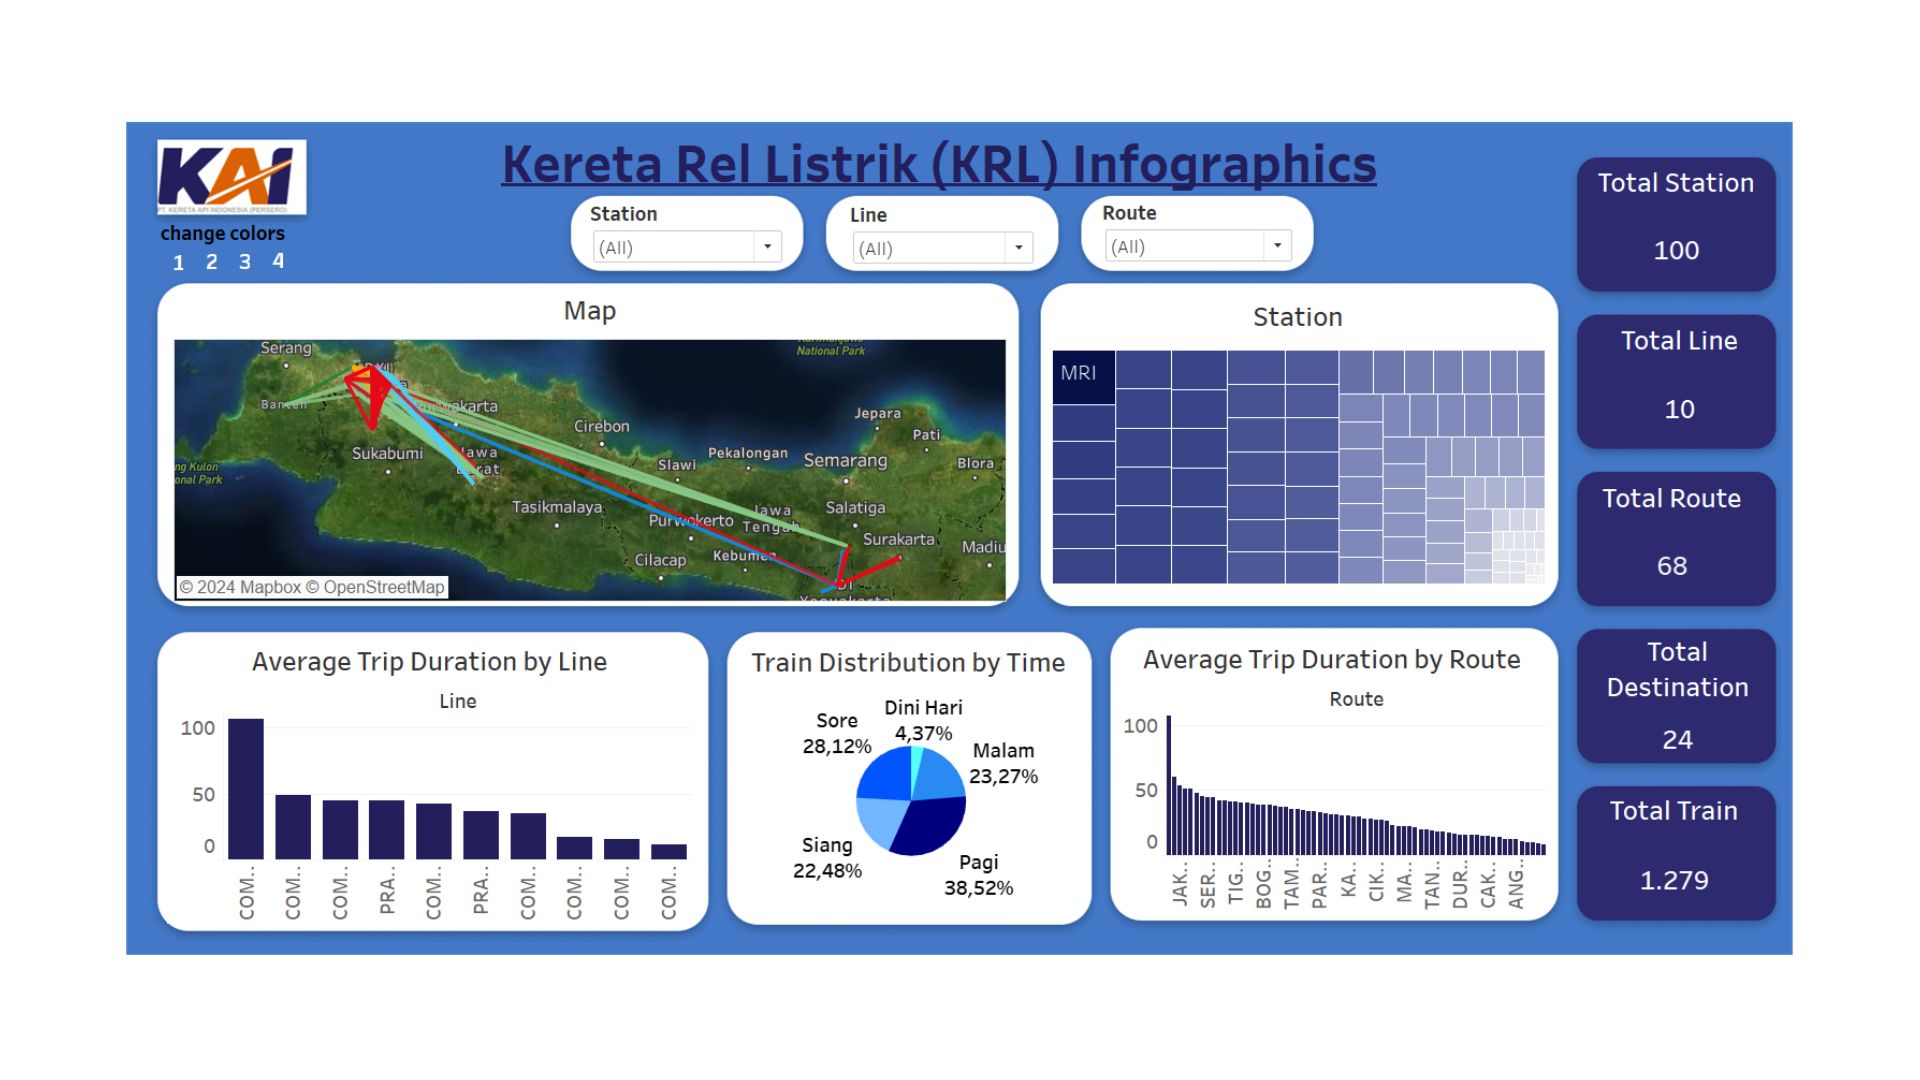 KAI
PT. KERETA API INDONESIA (PERSERO)
change colors
1 2 3 4
Kereta Rel Listrik (KRL) Infographics
Station
(All)
Line
(All)
Route
(All)
Total Station
100
Total Line
10
Total Route
68
Total
Destination
24
Total Train
1.279
Map
Serang
Banten
Sukabumi
Jawa
Barat
Cirebon
Tasikmalaya
Slawi
Pekalongan
Semarang
Jepara
Pati
Blora
Salatiga
Purwokerto
Jawa
Tengah
Surakarta
Cilacap
Kebumen
Madiu
DI
National Park
ng Kulon
onal Park
© 2024 Mapbox © OpenStreetMap
Station
MRI
Average Trip Duration by Line
Line
100
50
0
COM..
COM..
COM..
PRA..
COM..
PRA..
COM..
COM..
COM..
COM..
Train Distribution by Time
Dini Hari
4,37%
Sore
28,12%
Malam
23,27%
Siang
22,48%
Pagi
38,52%
Average Trip Duration by Route
Route
100
50
0
JAK..
SER..
TIG..
BOG..
TAM..
PAR..
KA..
CIK..
MA..
TAN..
DUR..
CAK..
ANG..